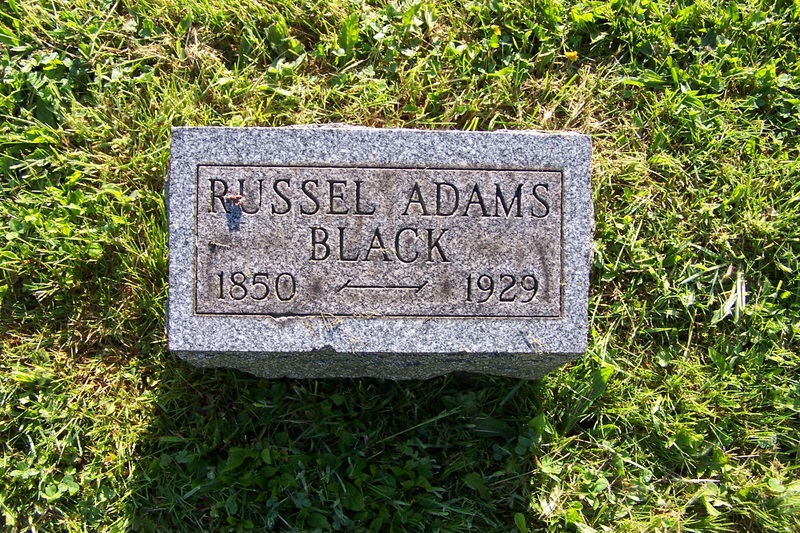 RUSSEL ADAMS
BLACK
1850 — 1929